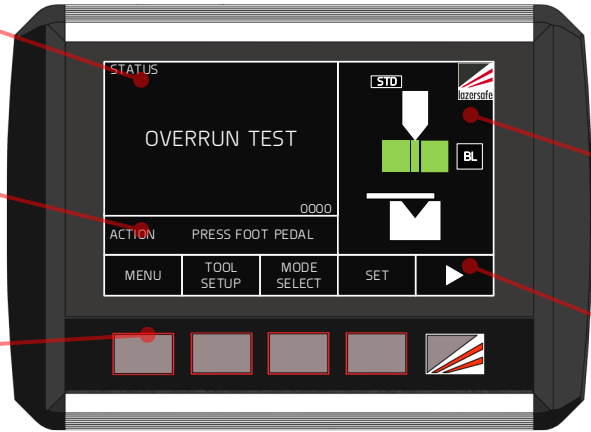 STATUS
STD
lazersafe
OVERRUN TEST
BL
0000
ACTION PRESS FOOT PEDAL
MENU
TOOL
SETUP
MODE
SELECT
SET